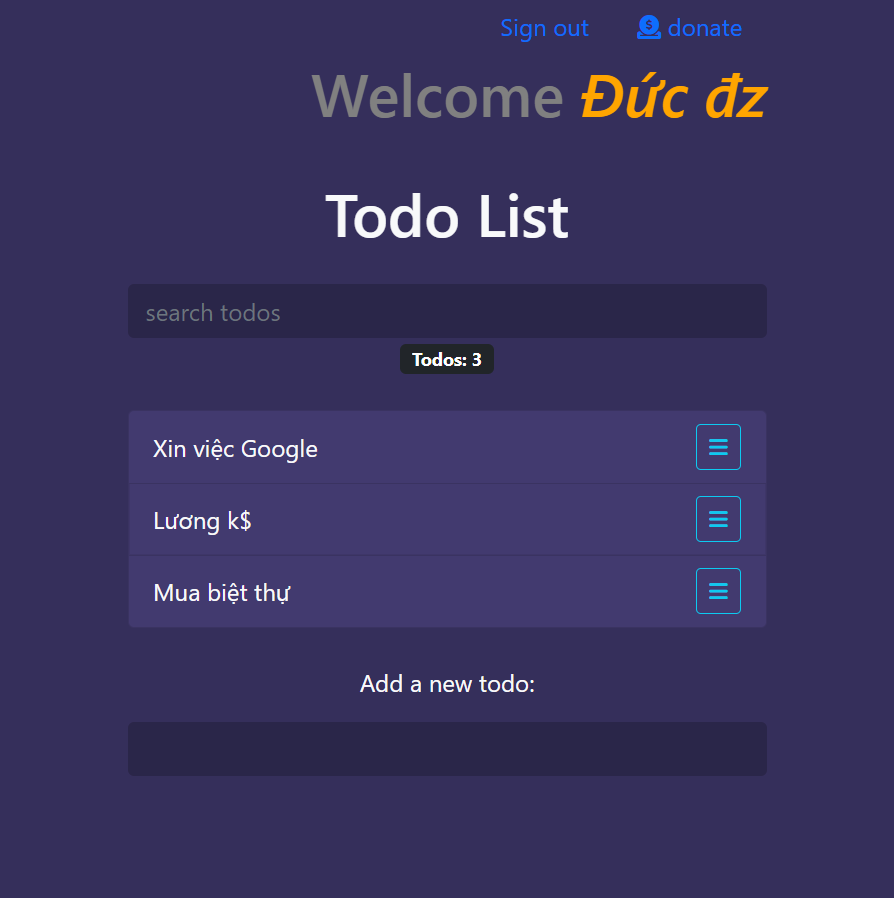 Sign out donate
Welcome Đức đz
Todo List
search todos
Todos: 3
Xin việc Google
Lương k$
Mua biệt thự
Add a new todo: